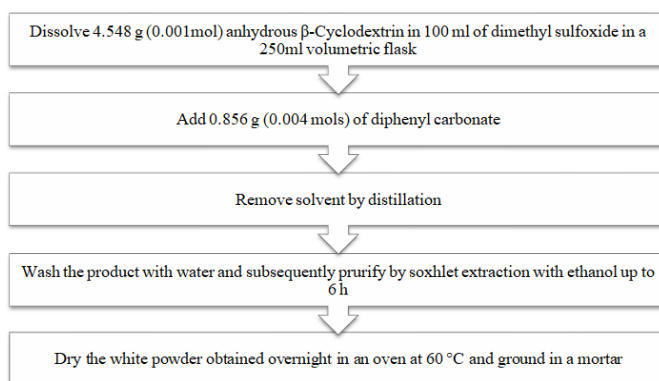 Dissolve 4.548 g (0.001mol) anhydrous β-Cyclodextrin in 100 ml of dimethyl sulfoxide in a
250ml volumetric flask
Add 0.856 g (0.004 mols) of diphenyl carbonate
Remove solvent by distillation
Wash the product with water and subsequently prurify by soxhlet extraction with ethanol up to
6 h
Dry the white powder obtained overnight in an oven at 60 °C and ground in a mortar